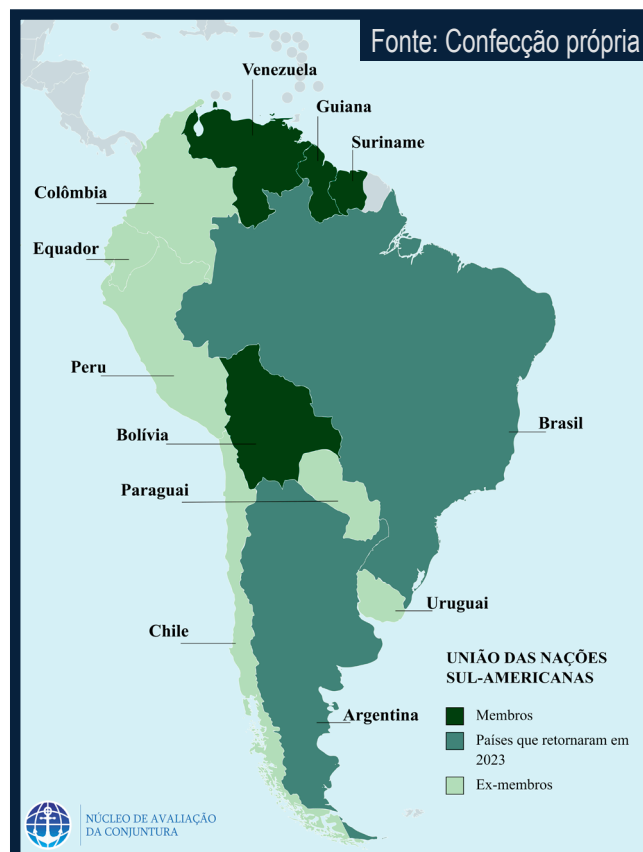 Fonte: Confecção própria
Venezuela
Guiana
Suriname
Colômbia
Equador
Peru
Brasil
Bolívia
Paraguai
Uruguai
Chile
Argentina
UNIÃO DAS NAÇÕES
SUL-AMERICANAS
Membros
Países que retornaram em
2023
Ex-membros
NÚCLEO DE AVALIAÇÃO
DA CONJUNTURA